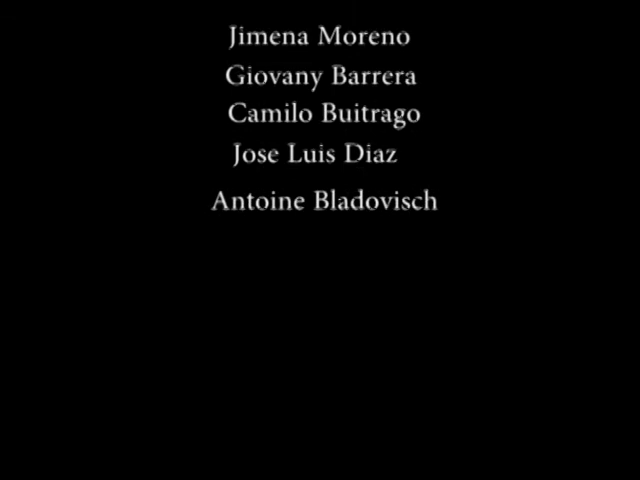 Jimena Moreno
Giovany Barrera
Camilo Buitrago
Jose Luis Diaz
Antoine Bladovisch